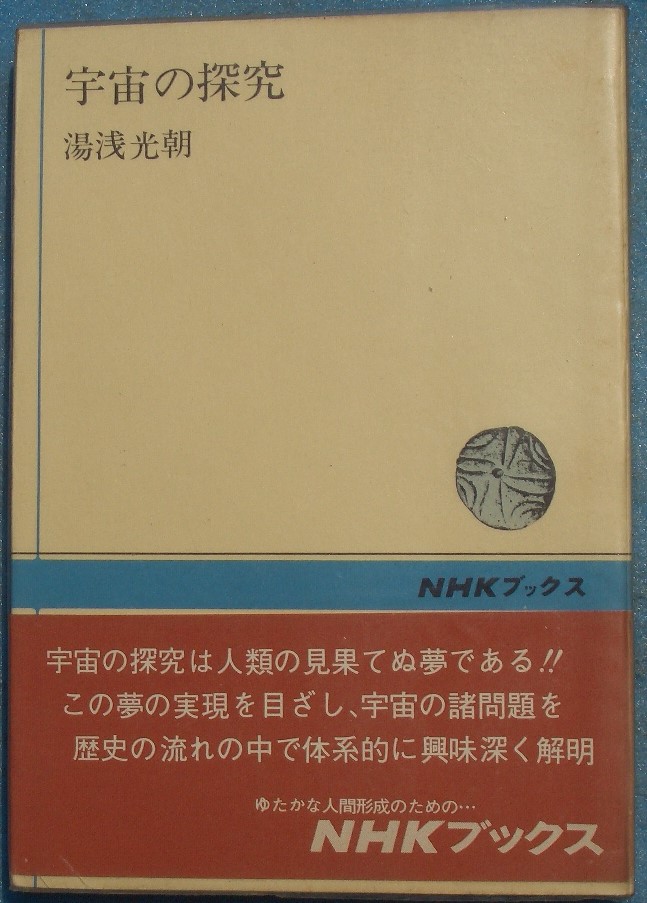 宇宙の探究
湯浅光朝
NHKブックス
宇宙の探究は人類の見果てぬ夢である!!
この夢の実現を目ざし、宇宙の諸問題を
歴史の流れの中で体系的に興味深く解明
ゆたかな人間形成のための…
NHKブックス